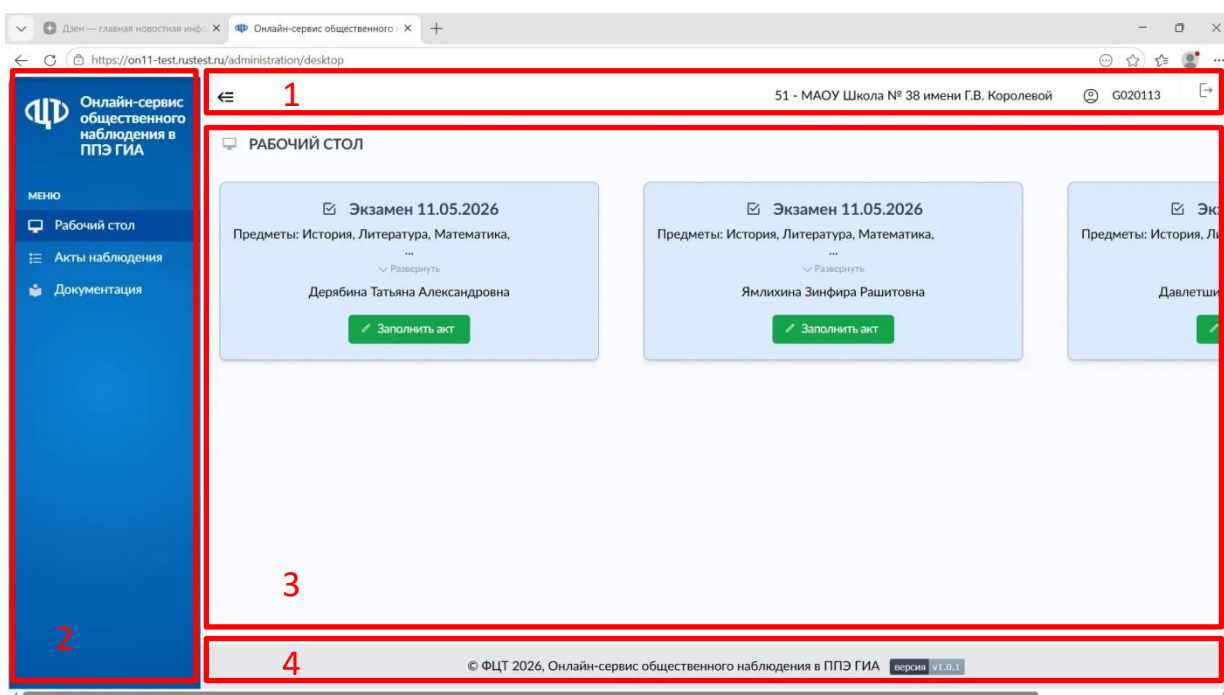 Дзен — главная новостная инфо
Онлайн-сервис общественного н
https://on11-test.rustest.ru/administration/desktop
Онлайн-сервис
общественного
наблюдения в
ППЭ ГИА
МЕНЮ
Рабочий стол
Акты наблюдения
Документация
2
1
51 - МАОУ Школа № 38 имени Г.В. Королевой
G020113
РАБОЧИЙ СТОЛ
Экзамен 11.05.2026
Предметы: История, Литература, Математика,
...
Развернуть
Дерябина Татьяна Александровна
Заполнить акт
Экзамен 11.05.2026
Предметы: История, Литература, Математика,
...
Развернуть
Ямлихина Зинфира Рашитовна
Заполнить акт
Эк
Предметы: История, Ли
Давлетши
3
4
© ФЦТ 2026, Онлайн-сервис общественного наблюдения в ППЭ ГИА версия v1.0.1